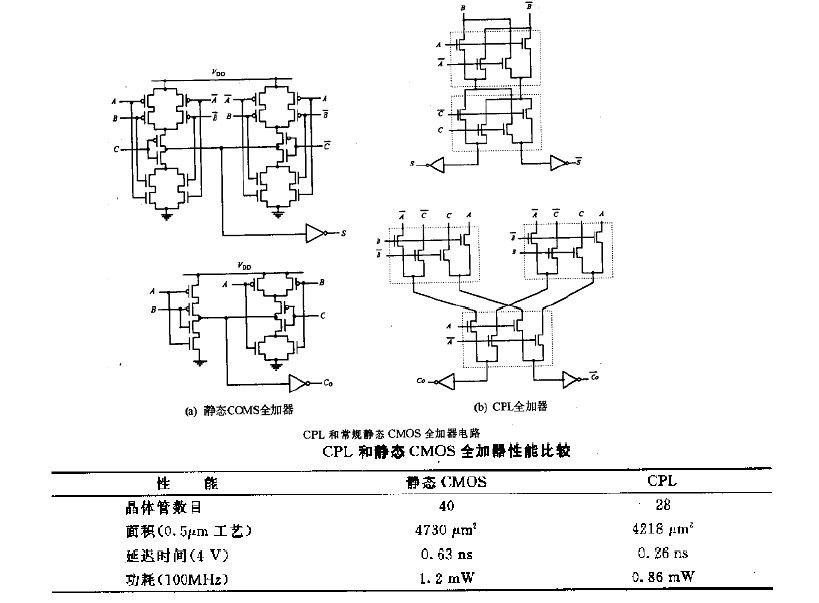 B B̅
A
A̅
C̅
C
S S̅
V_DD
A A̅ A̅ A
B B̅ B B̅
C C̅
S
V_DD
A A B
B C
Co
A̅ C̅ C A A̅ C̅ C A
B B̅
B̅ B
A
A̅
Co C̅o̅
(a) 静态COMS全加器
(b) CPL全加器
CPL 和常规静态 CMOS 全加器电路
CPL 和静态 CMOS 全加器性能比较
性 能 静态 CMOS CPL
晶体管数目 40 28
面积(0.5μm 工艺) 4730 μm² 4218 μm²
延迟时间(4 V) 0.63 ns 0.26 ns
功耗(100MHz) 1.2 mW 0.86 mW